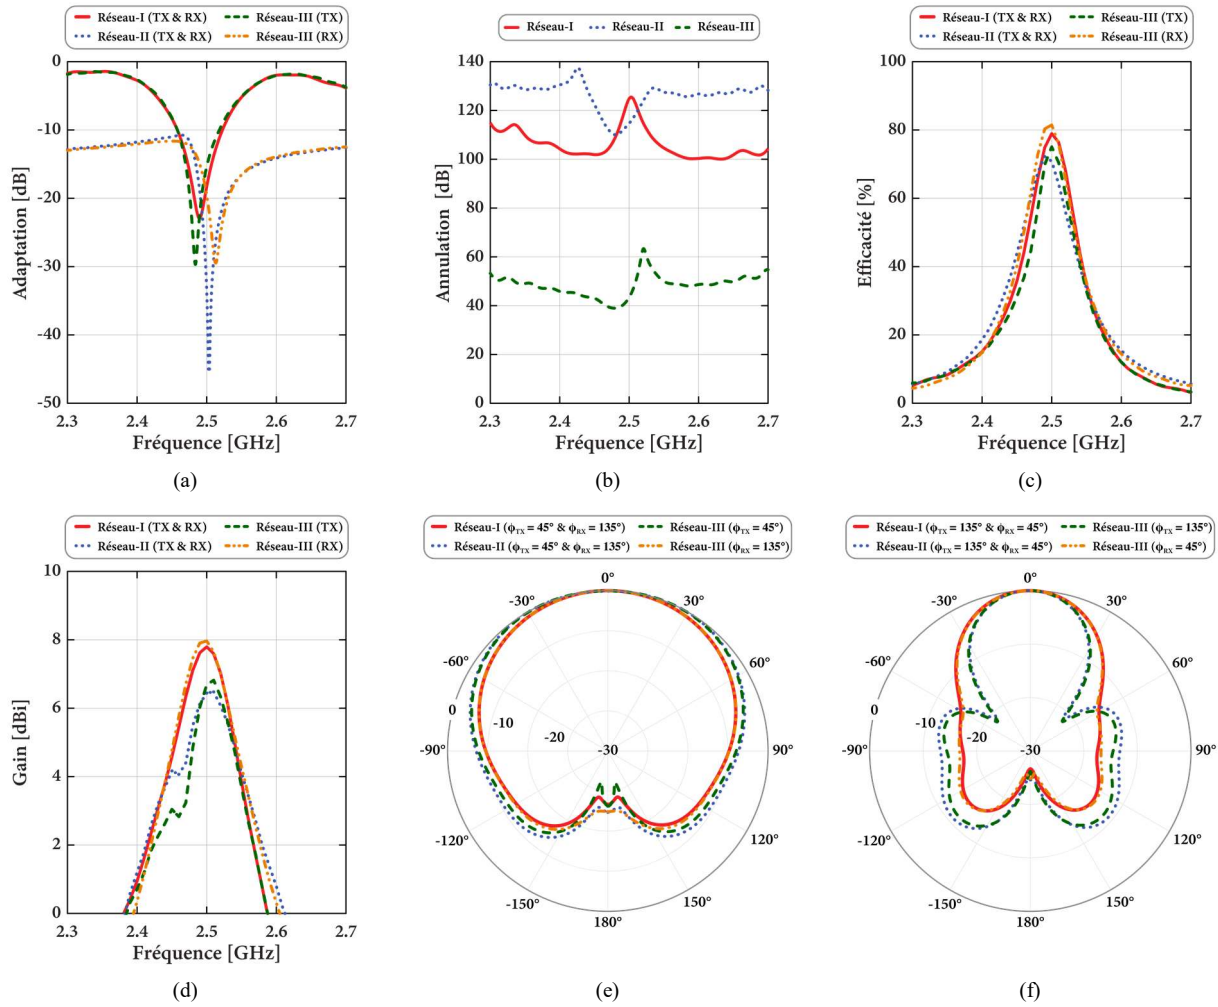 Réseau-I (TX & RX) Réseau-III (TX)
Réseau-II (TX & RX) Réseau-III (RX)
0
-10
-20
-30
-40
-50
Adaptation [dB]
2.3 2.4 2.5 2.6 2.7
Fréquence [GHz]
(a)
Réseau-I Réseau-II Réseau-III
140
120
100
80
60
40
20
0
Annulation [dB]
2.3 2.4 2.5 2.6 2.7
Fréquence [GHz]
(b)
Réseau-I (TX & RX) Réseau-III (TX)
Réseau-II (TX & RX) Réseau-III (RX)
100
80
60
40
20
0
Efficacité [%]
2.3 2.4 2.5 2.6 2.7
Fréquence [GHz]
(c)
Réseau-I (TX & RX) Réseau-III (TX)
Réseau-II (TX & RX) Réseau-III (RX)
10
8
6
4
2
0
Gain [dBi]
2.3 2.4 2.5 2.6 2.7
Fréquence [GHz]
(d)
Réseau-I (ϕTX = 45° & ϕRX = 135°) Réseau-III (ϕTX = 45°)
Réseau-II (ϕTX = 45° & ϕRX = 135°) Réseau-III (ϕRX = 135°)
0°
-30° 30°
-60° 60°
0 -10 -20 -30
-90° 90°
-120° 120°
-150° 150°
180°
(e)
Réseau-I (ϕTX = 135° & ϕRX = 45°) Réseau-III (ϕTX = 135°)
Réseau-II (ϕTX = 135° & ϕRX = 45°) Réseau-III (ϕRX = 45°)
0°
-30° 30°
-60° 60°
0 -10 -20 -30
-90° 90°
-120° 120°
-150° 150°
180°
(f)